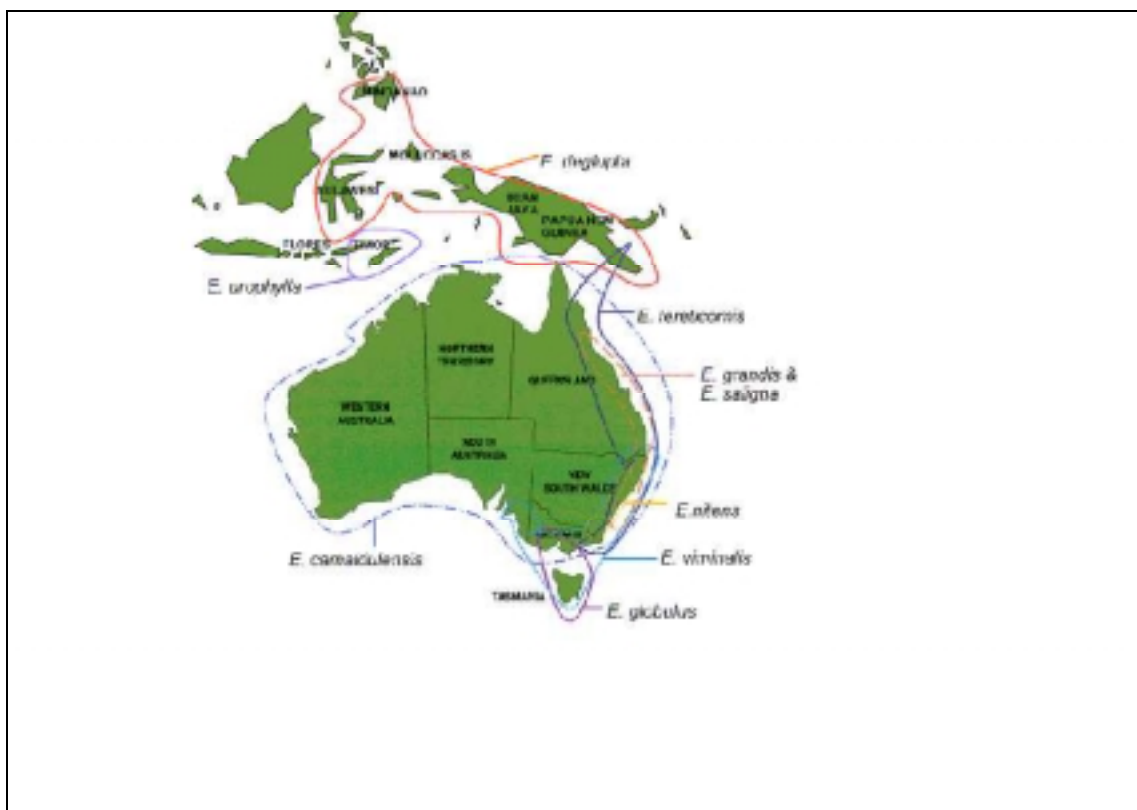 MINDANAO
MOLUCCAS IS
E. deglupta
SULAWESI
IRIAN
JAYA
PAPUA NEW
GUINEA
FLORES
TIMOR
E. urophylla
E. tereticornis
NORTHERN
TERRITORY
QUEENSLAND
E. grandis &
E. saligna
WESTERN
AUSTRALIA
SOUTH
AUSTRALIA
NEW
SOUTH WALES
E.nitens
VICTORIA
E. camaldulensis
E. viminalis
TASMANIA
E. globulus